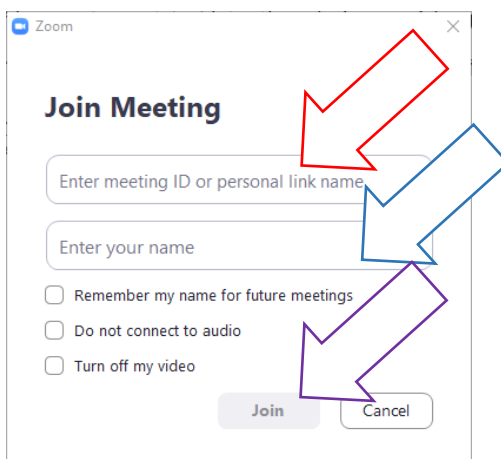 Zoom
Join Meeting
Enter meeting ID or personal link name
Enter your name
Remember my name for future meetings
Do not connect to audio
Turn off my video
Join
Cancel